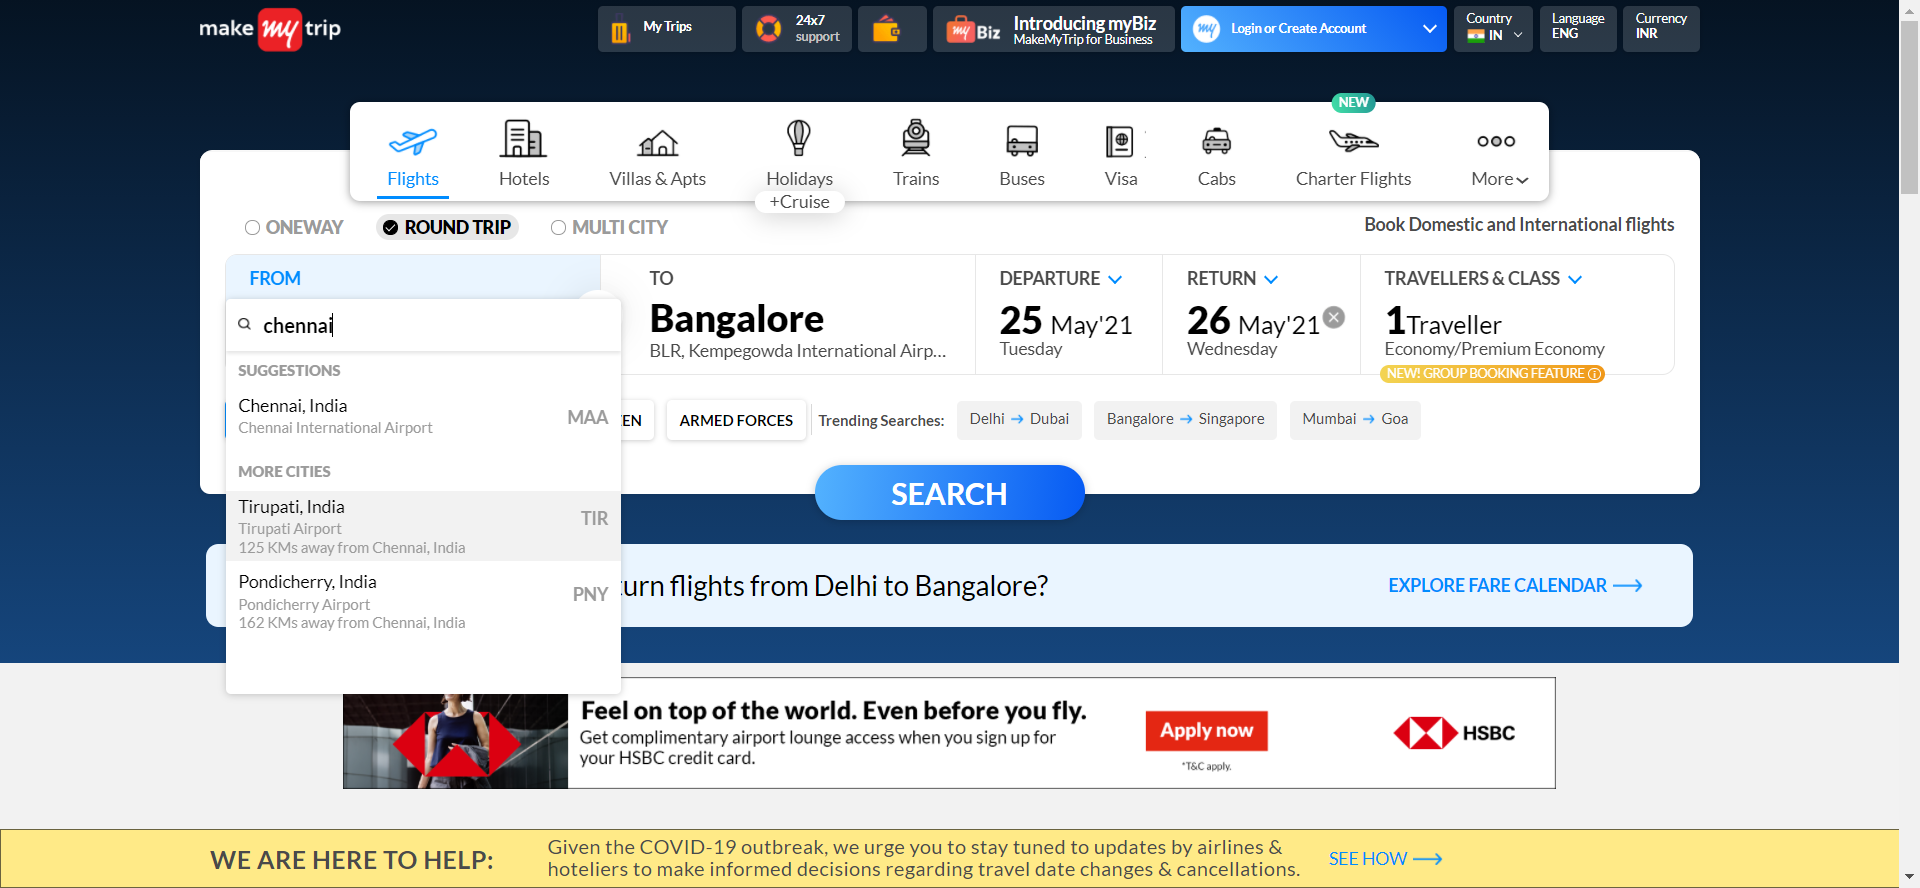 make my trip
My Trips
24x7
support
my Biz
Introducing myBiz
MakeMyTrip for Business
my
Login or Create Account
Country
IN
Language
ENG
Currency
INR
NEW
Flights
Hotels
Villas & Apts
Holidays
+Cruise
Trains
Buses
Visa
Cabs
Charter Flights
More
ONEWAY
ROUND TRIP
MULTI CITY
Book Domestic and International flights
FROM
chennai
SUGGESTIONS
Chennai, India
Chennai International Airport
MAA
MORE CITIES
Tirupati, India
Tirupati Airport
125 KMs away from Chennai, India
TIR
Pondicherry, India
Pondicherry Airport
162 KMs away from Chennai, India
PNY
TO
Bangalore
BLR, Kempegowda International Airp...
DEPARTURE
25 May'21
Tuesday
RETURN
26 May'21
Wednesday
TRAVELLERS & CLASS
1Traveller
Economy/Premium Economy
NEW! GROUP BOOKING FEATURE
EN
ARMED FORCES
Trending Searches:
Delhi → Dubai
Bangalore → Singapore
Mumbai → Goa
SEARCH
turn flights from Delhi to Bangalore?
EXPLORE FARE CALENDAR
Feel on top of the world. Even before you fly.
Get complimentary airport lounge access when you sign up for
your HSBC credit card.
Apply now
*T&C apply.
HSBC
WE ARE HERE TO HELP:
Given the COVID-19 outbreak, we urge you to stay tuned to updates by airlines &
hoteliers to make informed decisions regarding travel date changes & cancellations.
SEE HOW